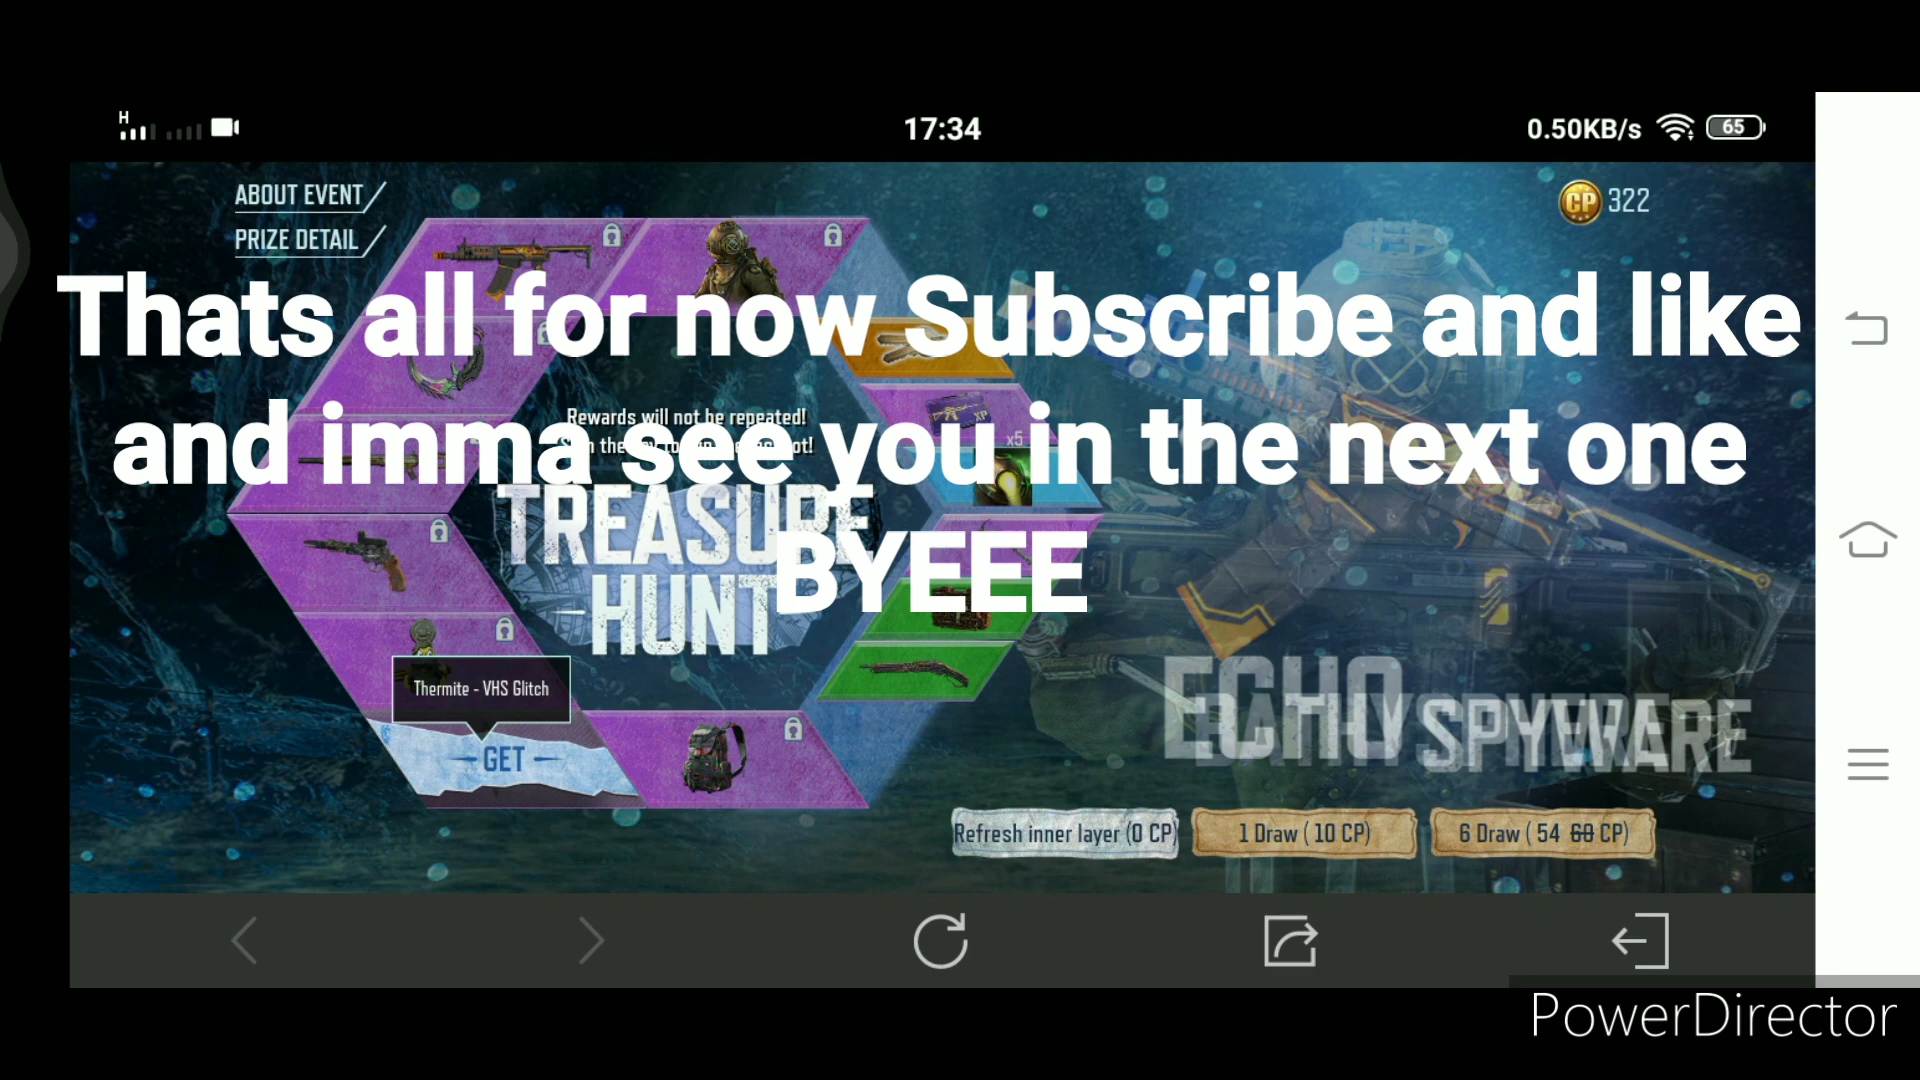 H
17:34
0.50KB/s
65
ABOUT EVENT
PRIZE DETAIL
CP 322
Thats all for now Subscribe and like
and imma see you in the next one
BYEEE
Rewards will not be repeated!
XP
x5
TREASURE
HUNT
Thermite - VHS Glitch
GET
ECHO
SPYWARE
Refresh inner layer (0 CP)
1 Draw ( 10 CP)
6 Draw ( 54 60 CP)
PowerDirector